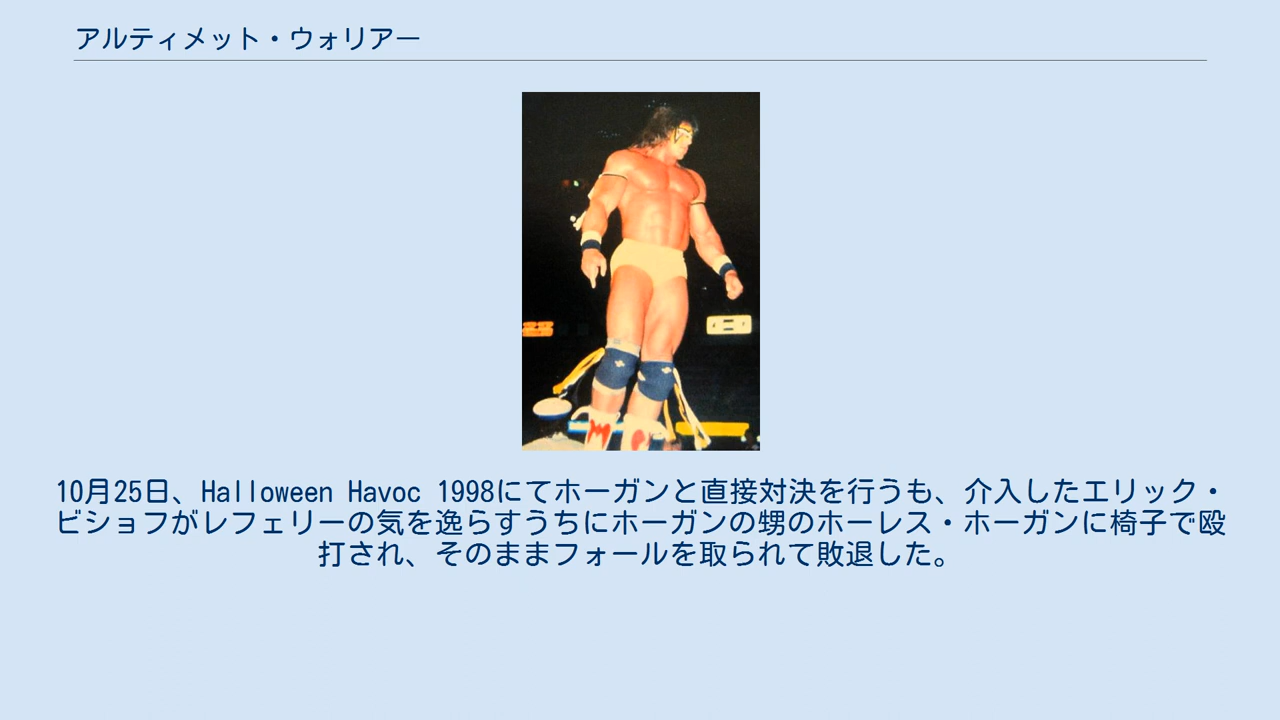 アルティメット・ウォリアー
10月25日、Halloween Havoc 1998にてホーガンと直接対決を行うも、介入したエリック・
ビショフがレフェリーの気を逸らすうちにホーガンの甥のホーレス・ホーガンに椅子で殴
打され、そのままフォールを取られて敗退した。